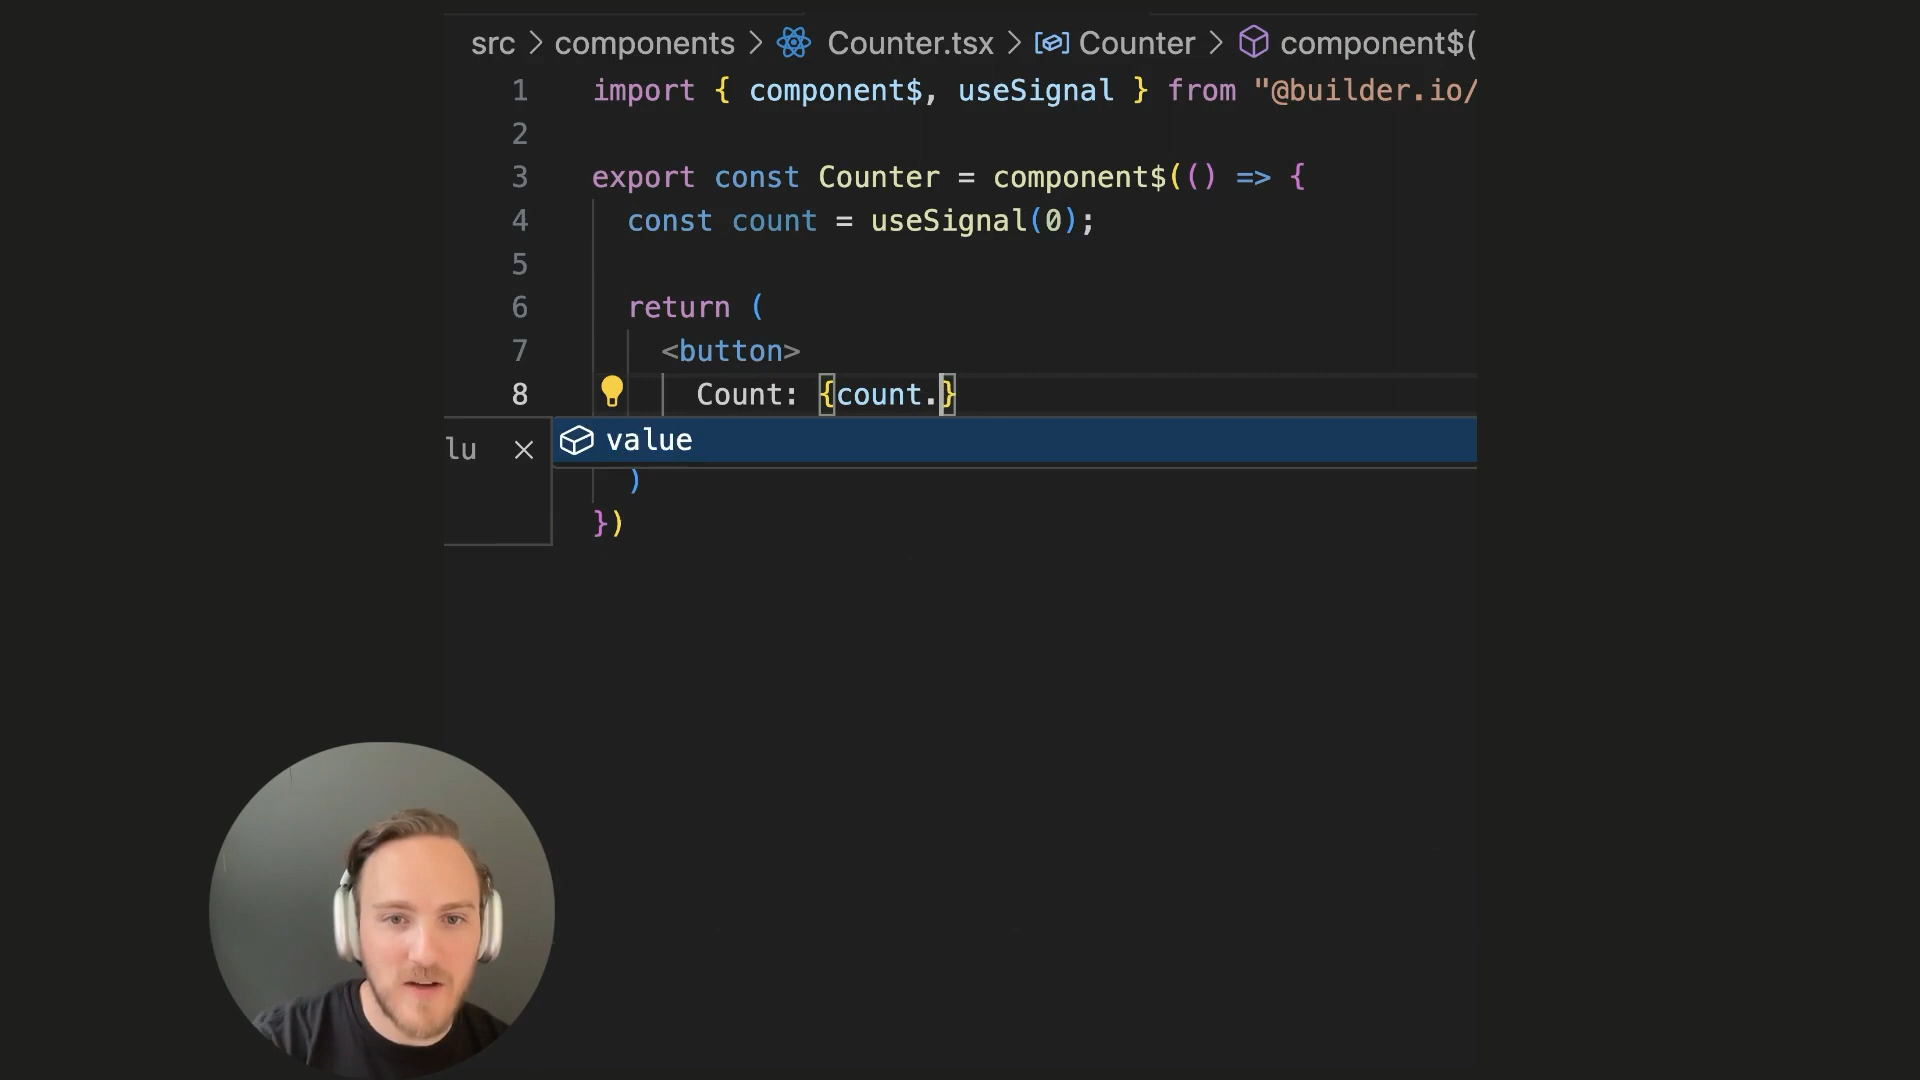 src > components > Counter.tsx > Counter > component$(
1 import { component$, useSignal } from "@builder.io/
2
3 export const Counter = component$(() => {
4 const count = useSignal(0);
5
6 return (
7 <button>
8 Count: {count.}
lu × value
)
})